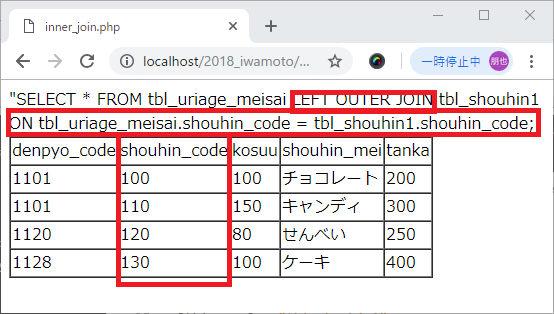 inner_join.php
localhost/2018_iwamoto/... 一時停止中 朋也
"SELECT * FROM tbl_uriage_meisai LEFT OUTER JOIN tbl_shouhin1
ON tbl_uriage_meisai.shouhin_code = tbl_shouhin1.shouhin_code;
denpyo_code shouhin_code kosuu shouhin_mei tanka
1101 100 100 チョコレート 200
1101 110 150 キャンディ 300
1120 120 80 せんべい 250
1128 130 100 ケーキ 400